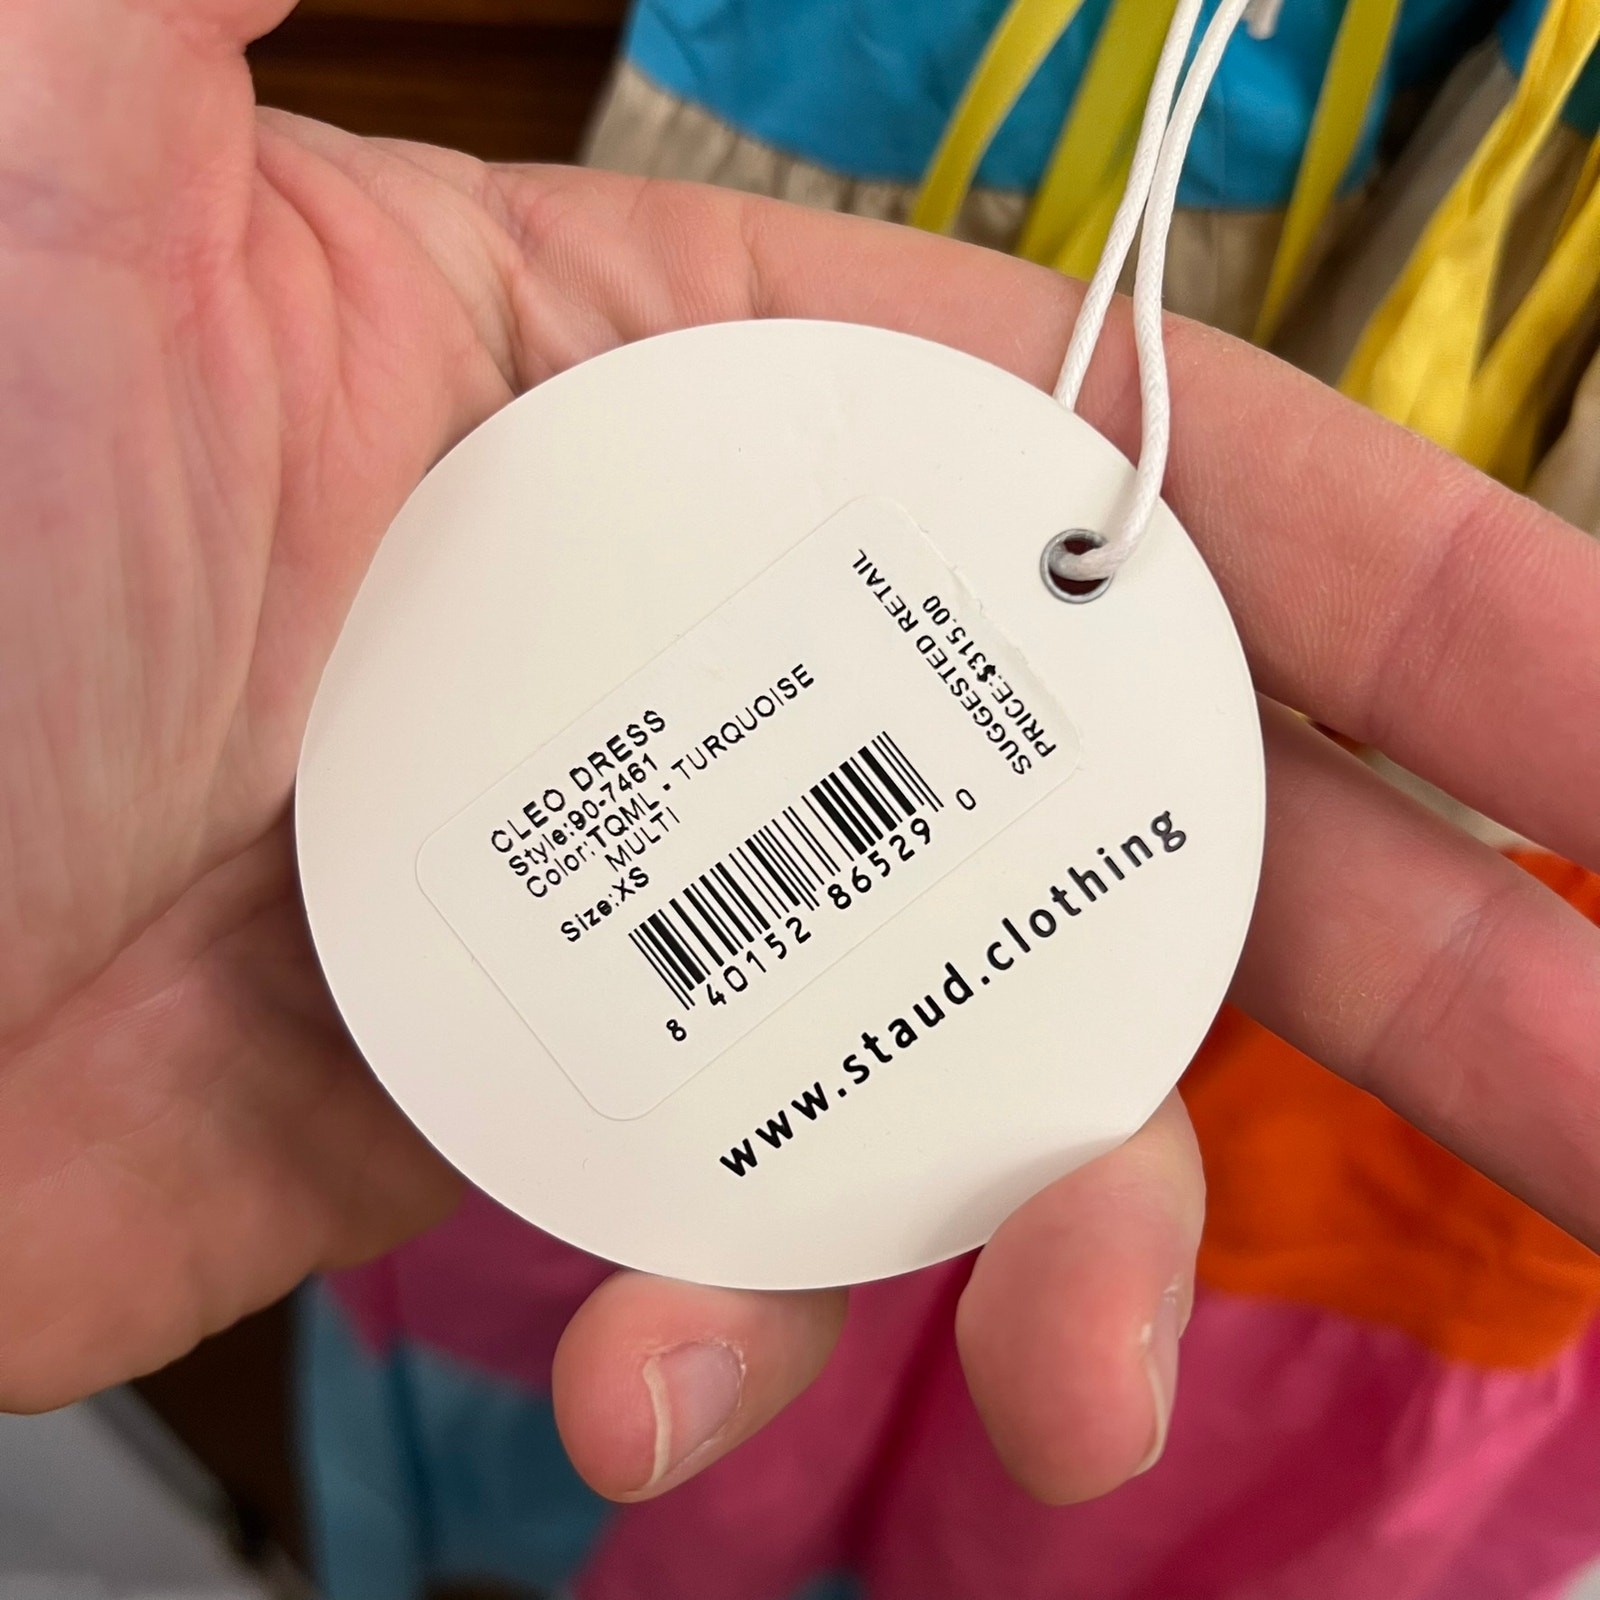 CLEO DRESS
Style:90-7461
Color:TQML - TURQUOISE
MULTI
Size:XS
8 40152 86529 0
SUGGESTED RETAIL
PRICE:$315.00
www.staud.clothing